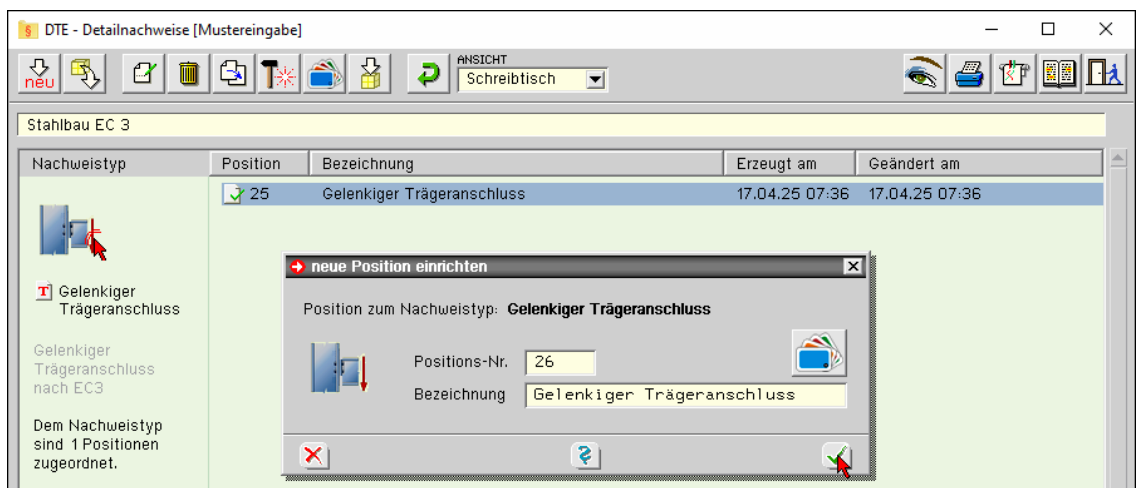 DTE - Detailnachweise [Mustereingabe]
neu
ANSICHT
Schreibtisch
Stahlbau EC 3
Nachweistyp Position Bezeichnung Erzeugt am Geändert am
25 Gelenkiger Trägeranschluss 17.04.25 07:36 17.04.25 07:36
neue Position einrichten
T Gelenkiger
Trägeranschluss
Position zum Nachweistyp: Gelenkiger Trägeranschluss
Gelenkiger
Trägeranschluss
nach EC3
Positions-Nr. 26
Bezeichnung Gelenkiger Trägeranschluss
Dem Nachweistyp
sind 1 Positionen
zugeordnet.